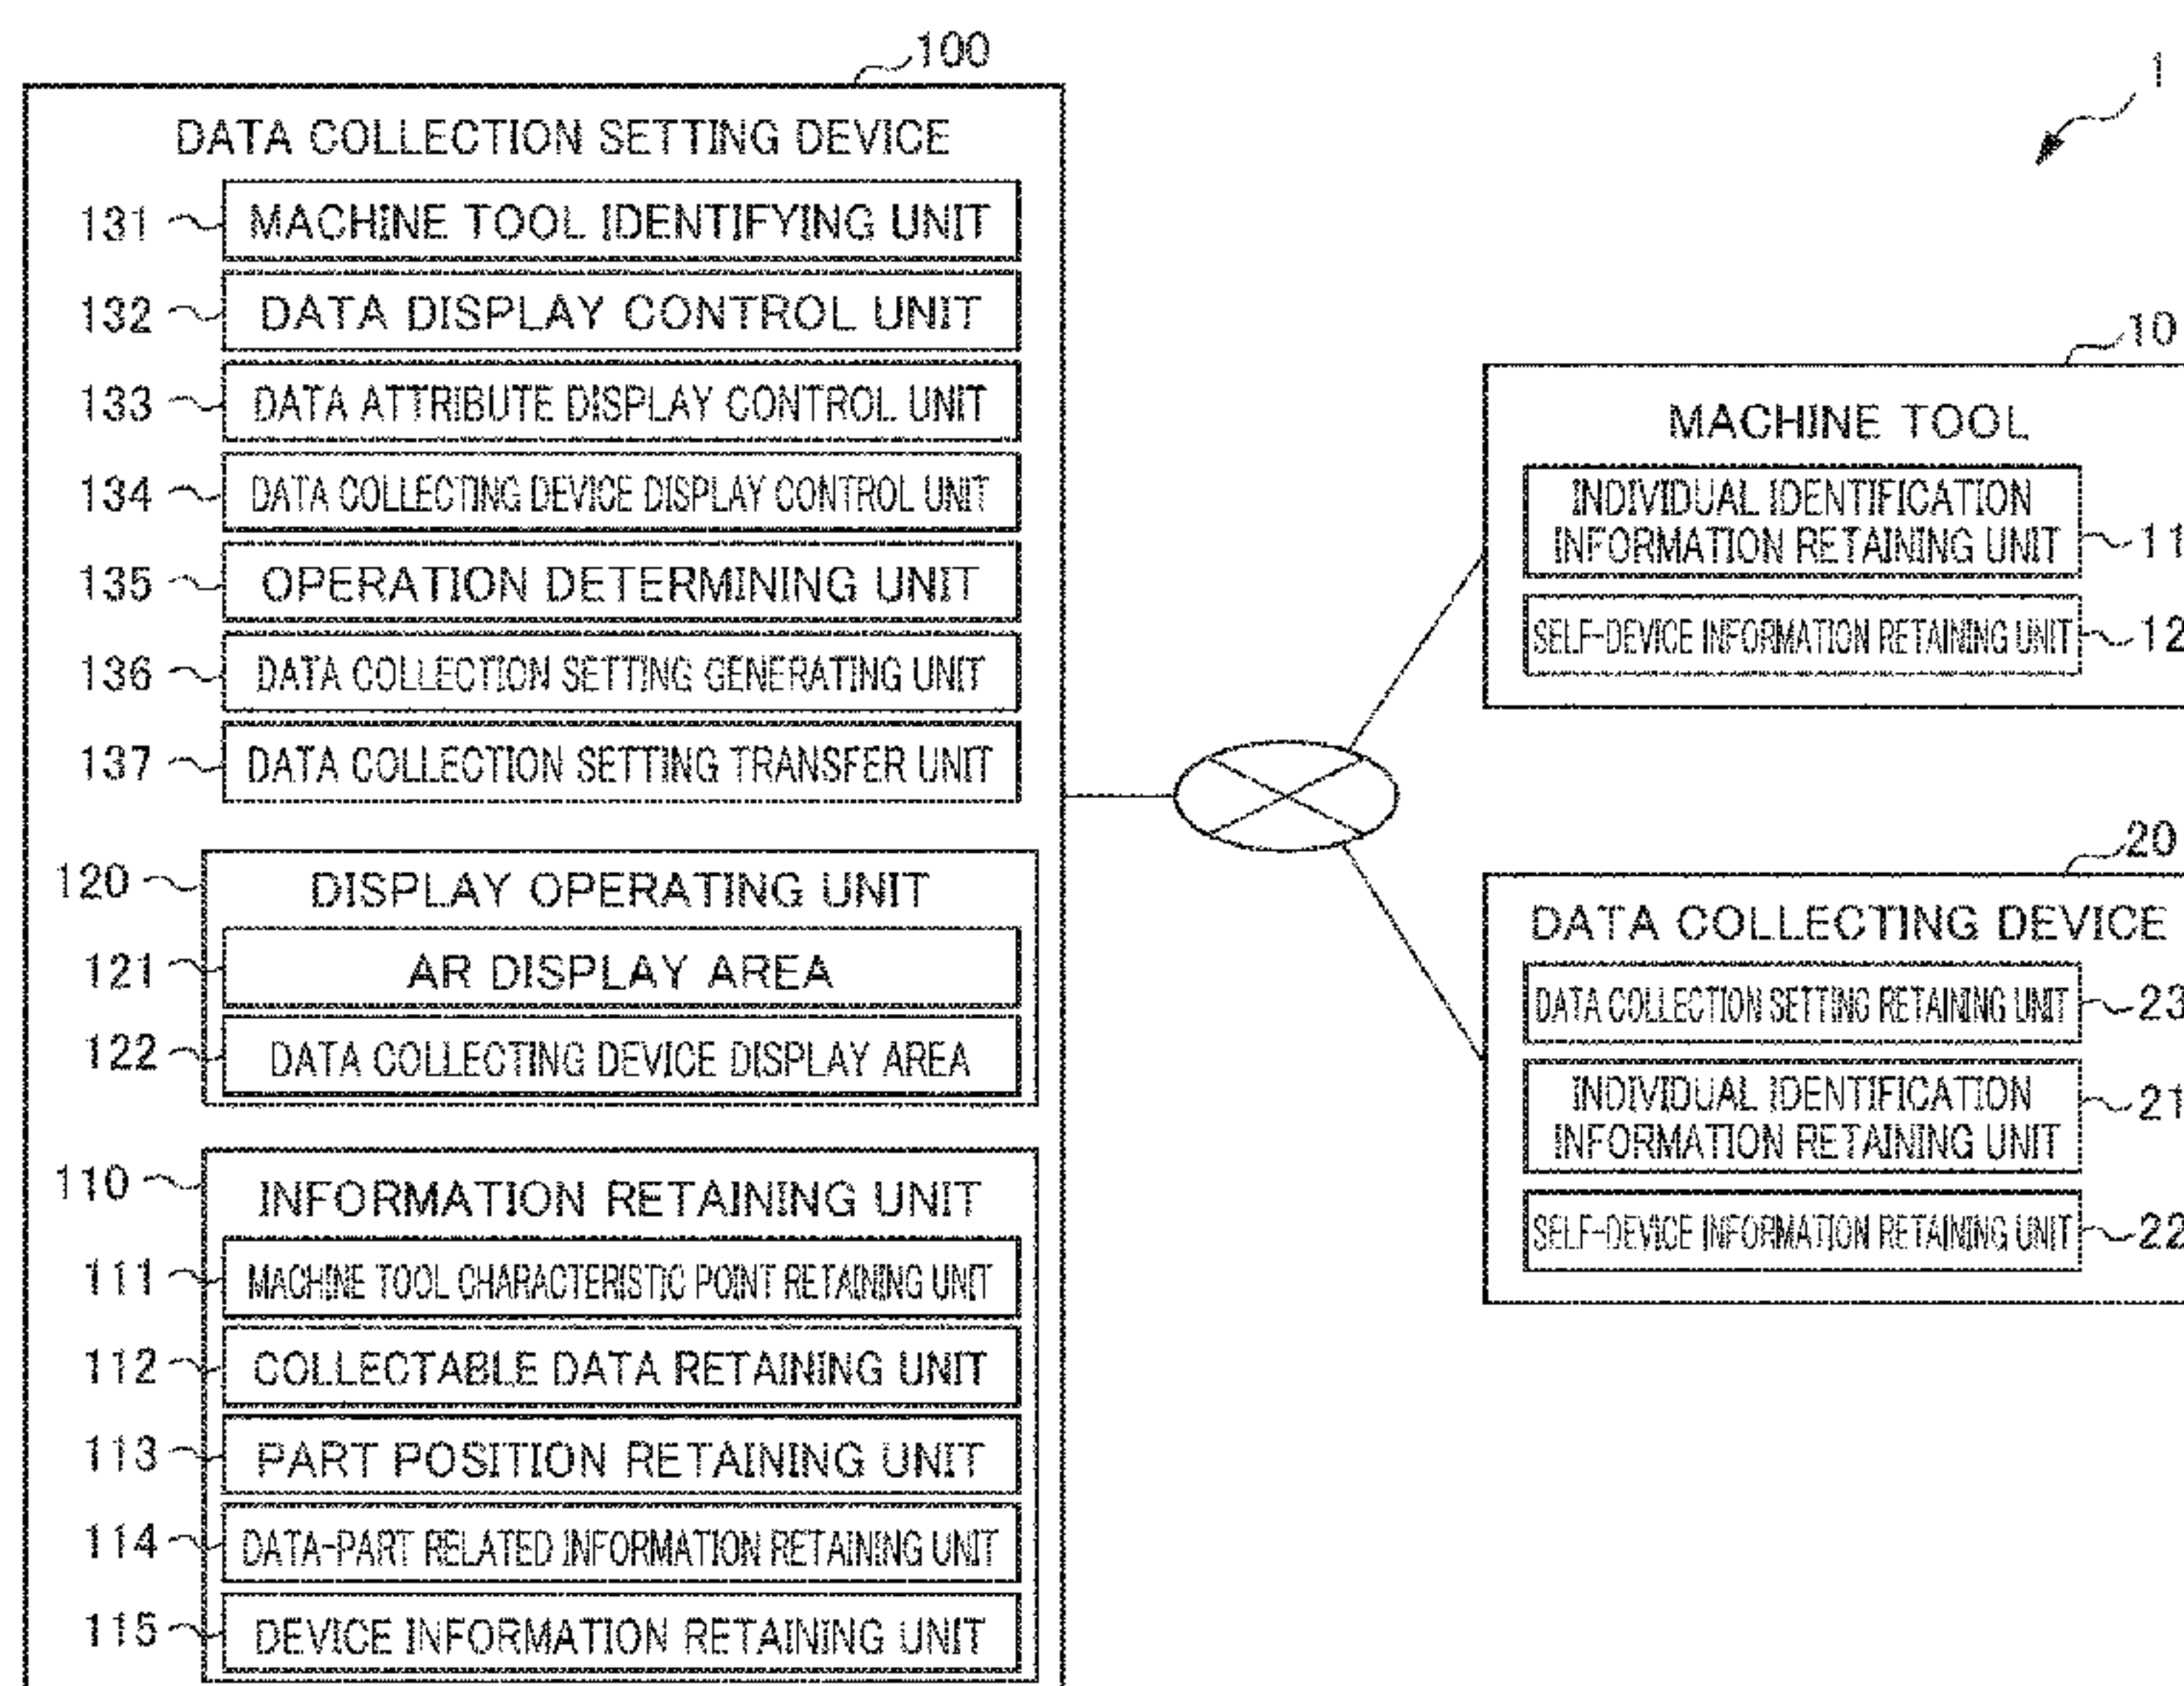 100
1
DATA COLLECTION SETTING DEVICE
131 MACHINE TOOL IDENTIFYING UNIT
132 DATA DISPLAY CONTROL UNIT
133 DATA ATTRIBUTE DISPLAY CONTROL UNIT
134 DATA COLLECTING DEVICE DISPLAY CONTROL UNIT
135 OPERATION DETERMINING UNIT
136 DATA COLLECTION SETTING GENERATING UNIT
137 DATA COLLECTION SETTING TRANSFER UNIT
120 DISPLAY OPERATING UNIT
121 AR DISPLAY AREA
122 DATA COLLECTING DEVICE DISPLAY AREA
110 INFORMATION RETAINING UNIT
111 MACHINE TOOL CHARACTERISTIC POINT RETAINING UNIT
112 COLLECTABLE DATA RETAINING UNIT
113 PART POSITION RETAINING UNIT
114 DATA-PART RELATED INFORMATION RETAINING UNIT
115 DEVICE INFORMATION RETAINING UNIT
10
MACHINE TOOL
INDIVIDUAL IDENTIFICATION
INFORMATION RETAINING UNIT 11
SELF-DEVICE INFORMATION RETAINING UNIT 12
20
DATA COLLECTING DEVICE
DATA COLLECTION SETTING RETAINING UNIT 23
INDIVIDUAL IDENTIFICATION
INFORMATION RETAINING UNIT 21
SELF-DEVICE INFORMATION RETAINING UNIT 22